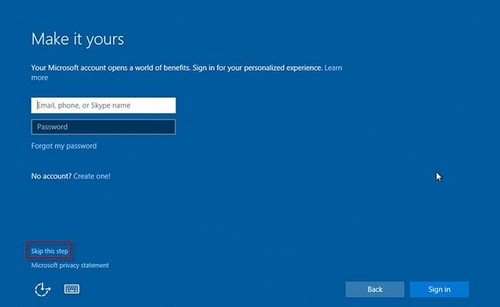 Make it yours
Your Microsoft account opens a world of benefits. Sign in for your personalized experience. Learn
more
Email, phone, or Skype name
Password
Forgot my password
No account? Create one!
Skip this step
Microsoft privacy statement
Back
Sign in